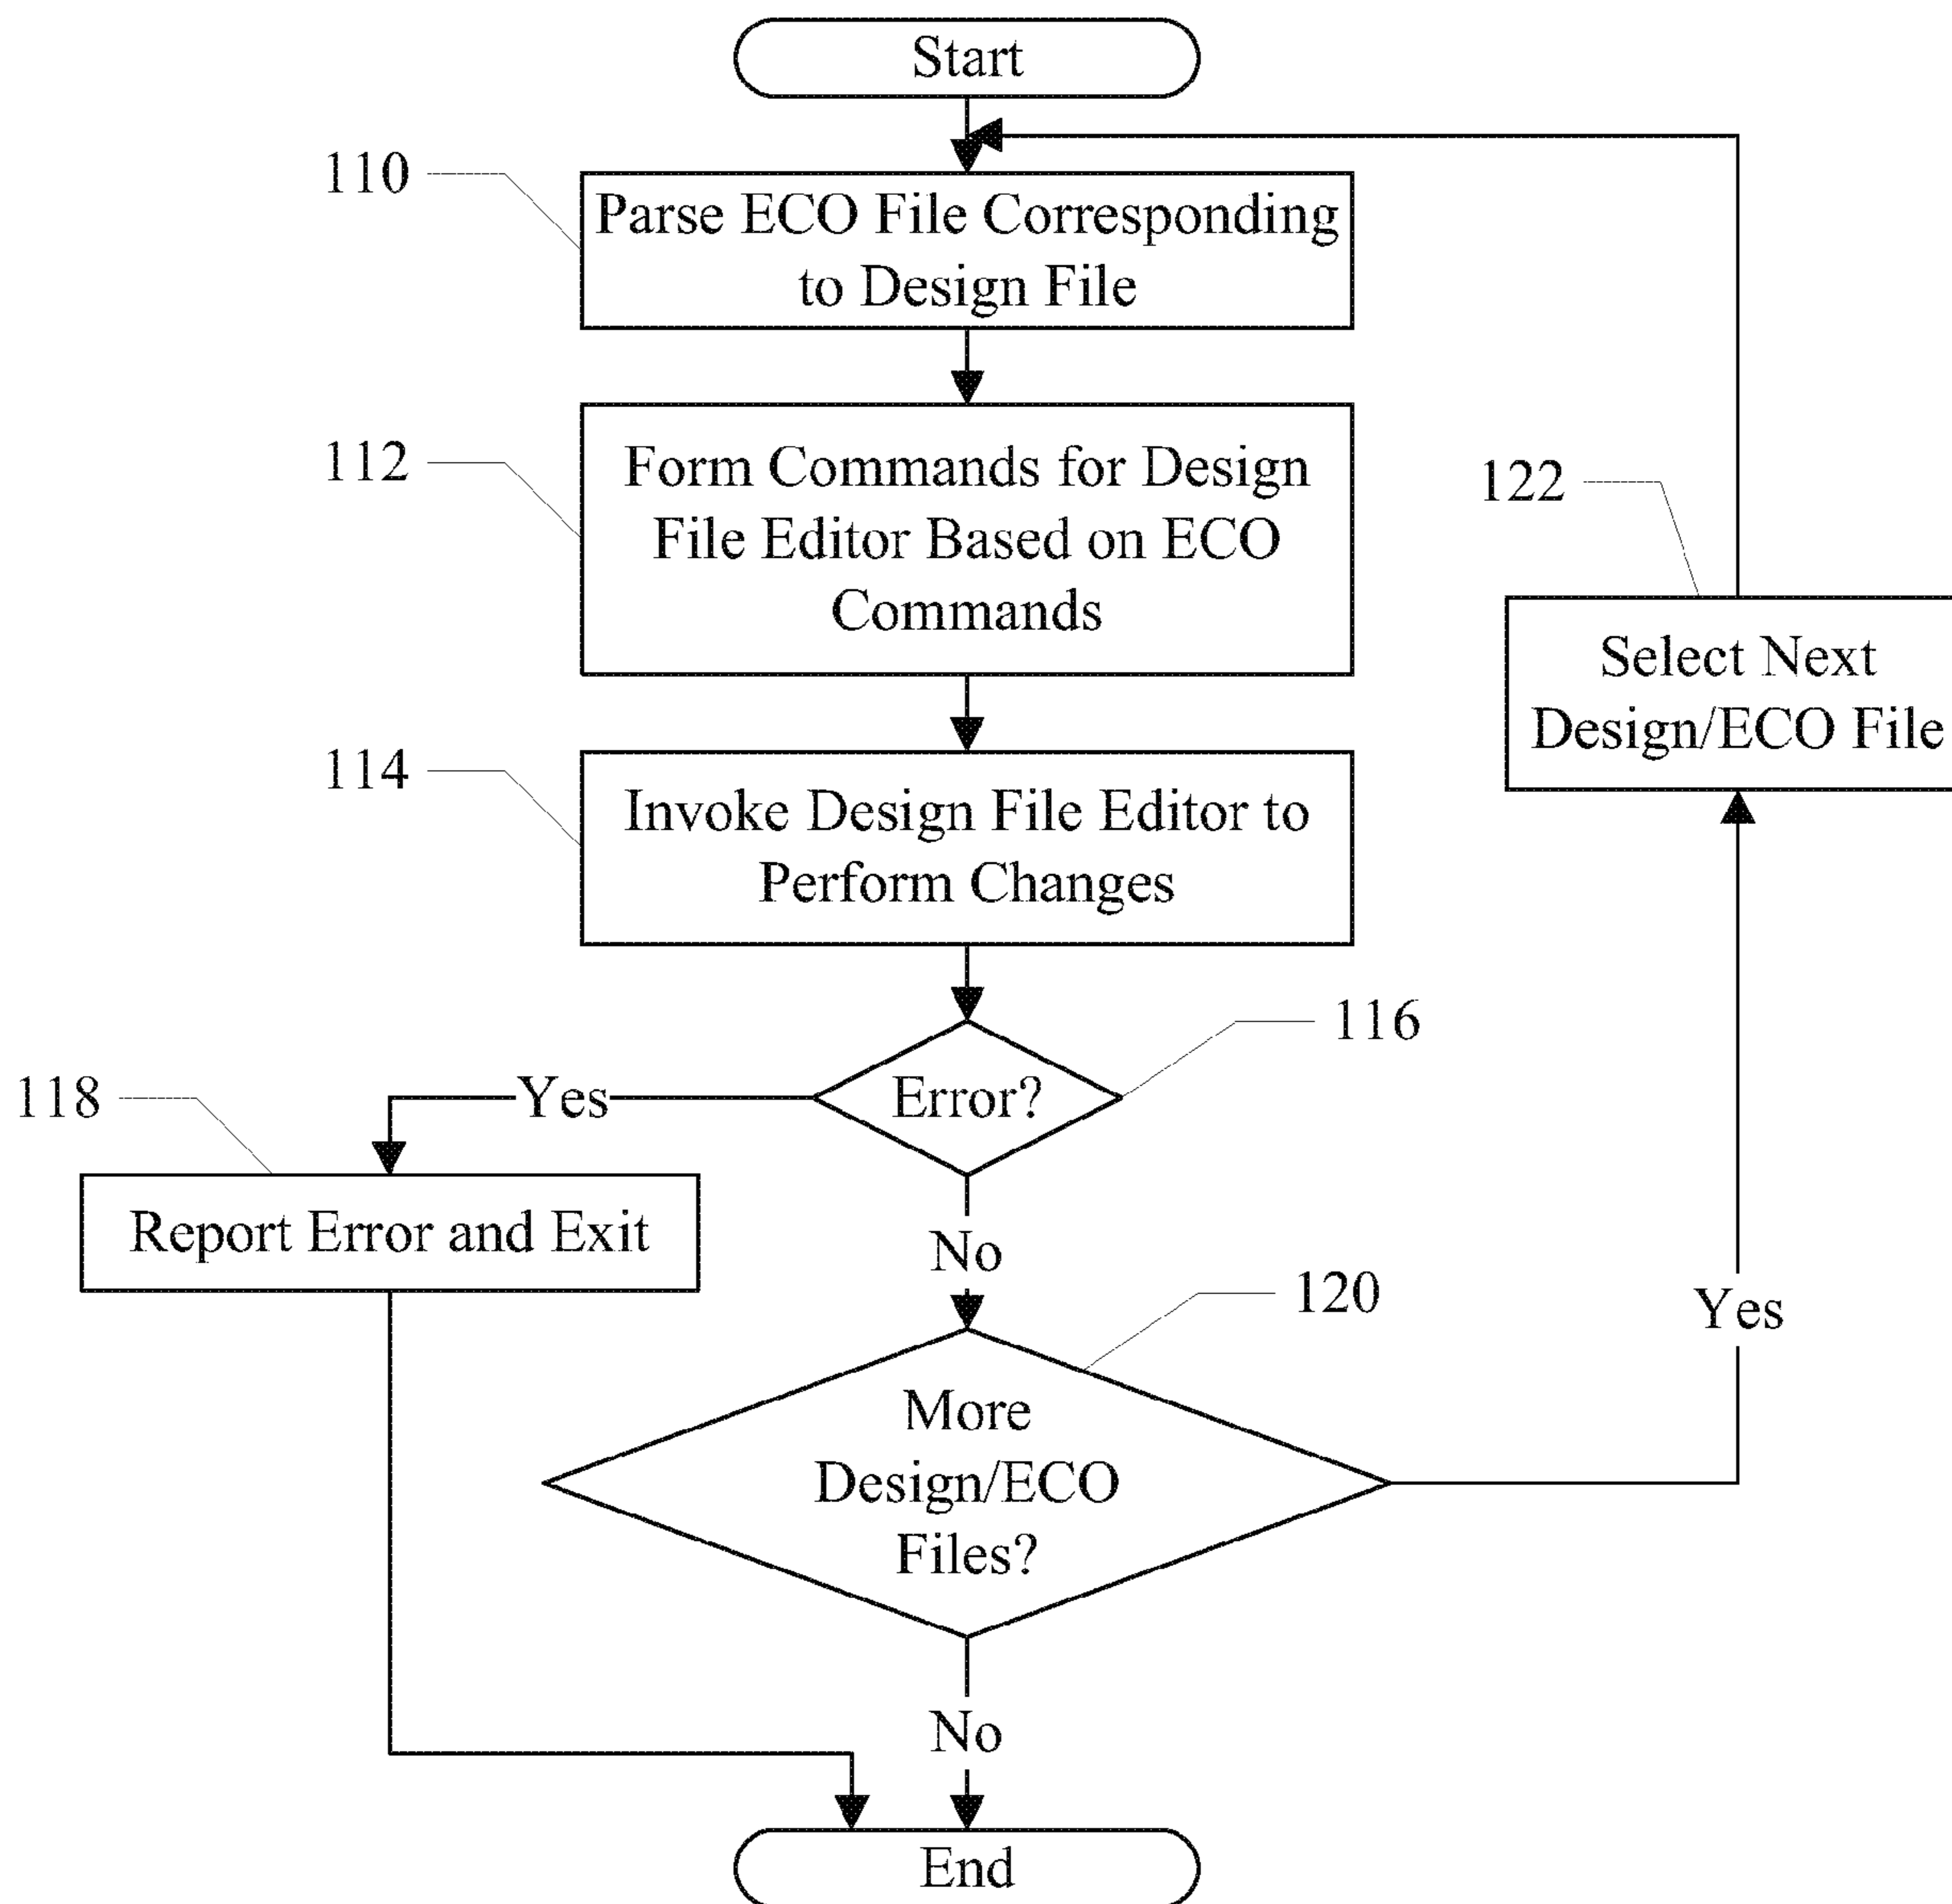 Start
110
Parse ECO File Corresponding
to Design File
112
Form Commands for Design
File Editor Based on ECO
Commands
122
Select Next
Design/ECO File
114
Invoke Design File Editor to
Perform Changes
116
Error?
Yes
118
Report Error and Exit
No
120
More
Design/ECO
Files?
Yes
No
End